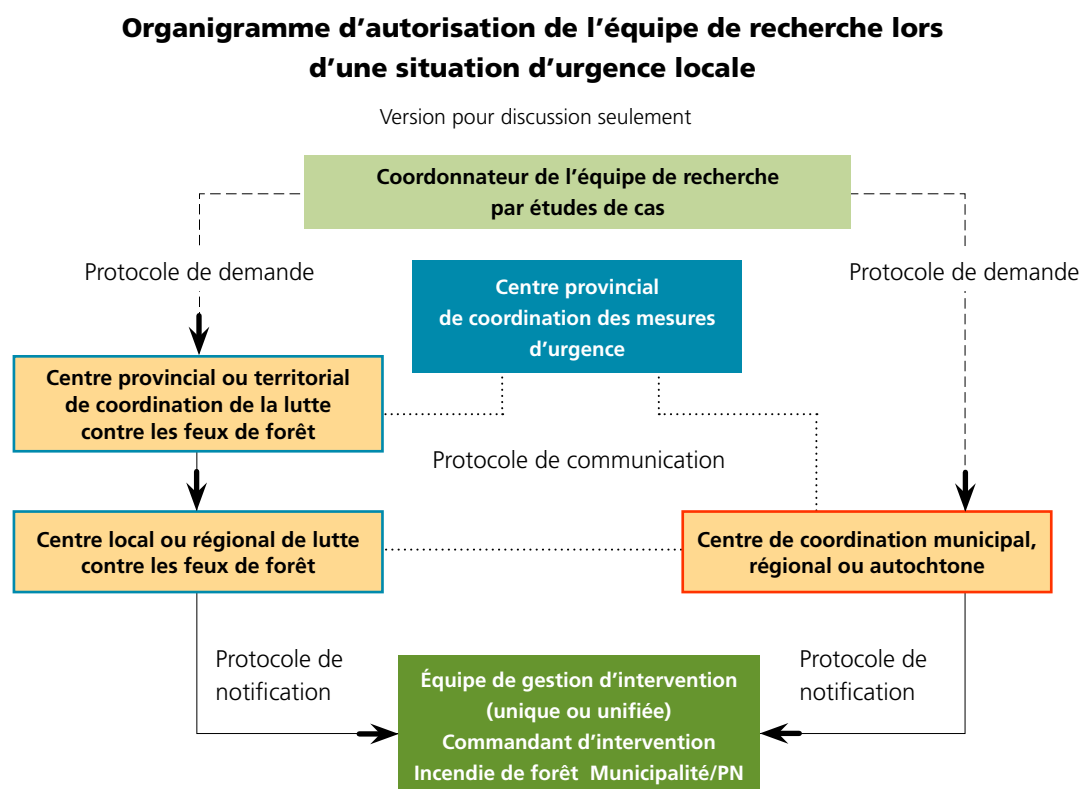 Organigramme d’autorisation de l’équipe de recherche lors
d’une situation d’urgence locale
Version pour discussion seulement
Coordonnateur de l’équipe de recherche
par études de cas
Protocole de demande
Protocole de demande
Centre provincial
de coordination des mesures
d’urgence
Centre provincial ou territorial
de coordination de la lutte
contre les feux de forêt
Protocole de communication
Centre local ou régional de lutte
contre les feux de forêt
Centre de coordination municipal,
régional ou autochtone
Protocole de
notification
Protocole de
notification
Équipe de gestion d’intervention
(unique ou unifiée)
Commandant d’intervention
Incendie de forêt Municipalité/PN